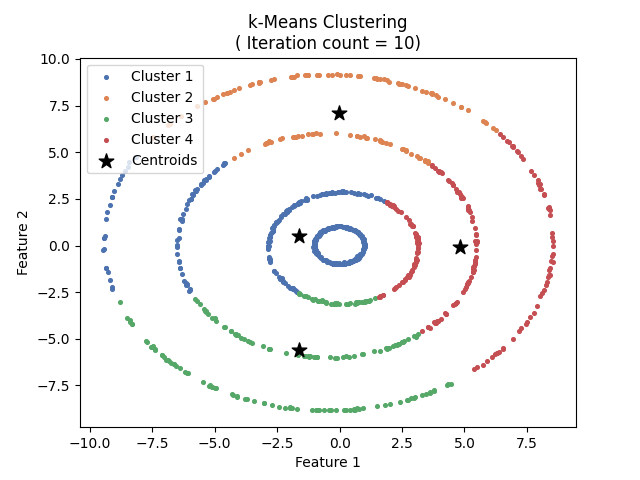 k-Means Clustering
( Iteration count = 10)
10.0
7.5
5.0
2.5
0.0
−2.5
−5.0
−7.5
Feature 2
Cluster 1
Cluster 2
Cluster 3
Cluster 4
Centroids
−10.0 −7.5 −5.0 −2.5 0.0 2.5 5.0 7.5
Feature 1